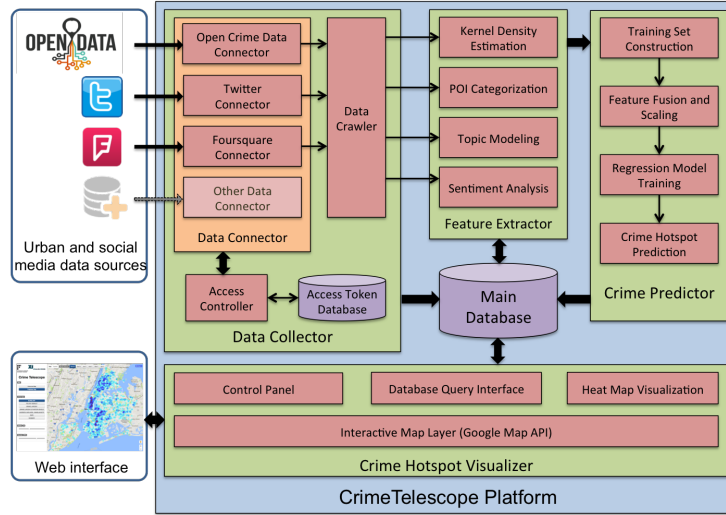 OPEN DATA
Urban and social
media data sources
Open Crime Data
Connector
Twitter
Connector
Foursquare
Connector
Other Data
Connector
Data Connector
Data
Crawler
Access
Controller
Access Token
Database
Data Collector
Kernel Density
Estimation
POI Categorization
Topic Modeling
Sentiment Analysis
Feature Extractor
Main
Database
Training Set
Construction
Feature Fusion and
Scaling
Regression Model
Training
Crime Hotspot
Prediction
Crime Predictor
Crime Telescope
Web interface
Control Panel
Database Query Interface
Heat Map Visualization
Interactive Map Layer (Google Map API)
Crime Hotspot Visualizer
CrimeTelescope Platform